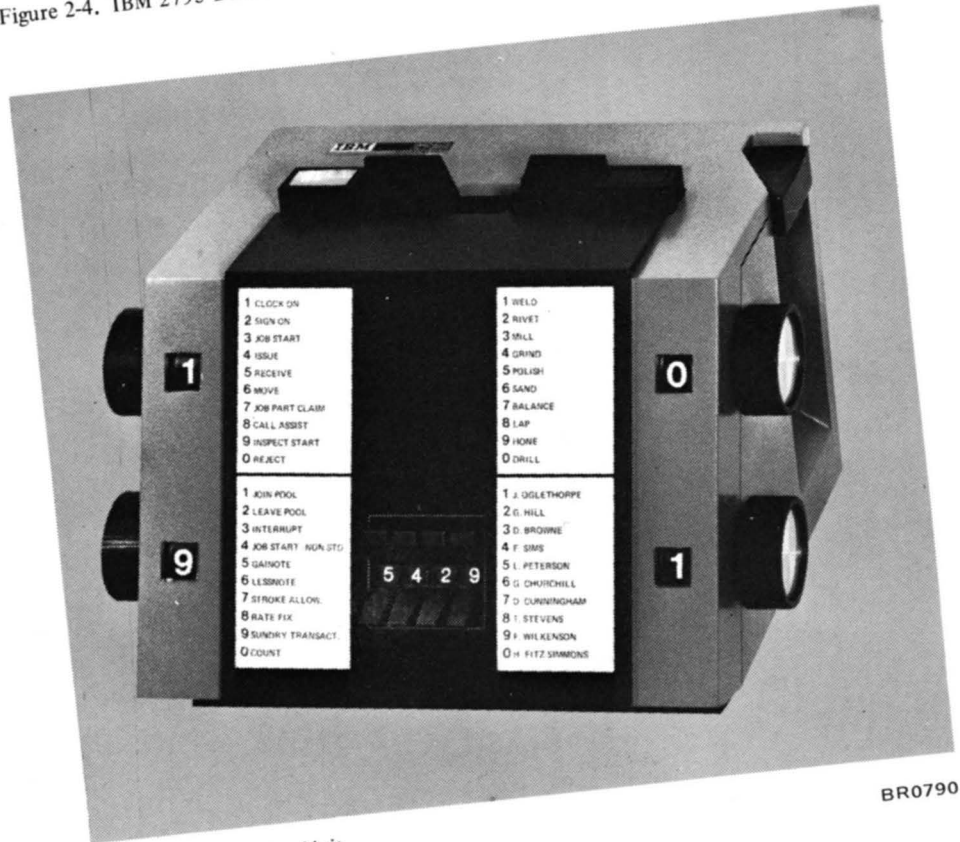 Figure 2-4. IBM 2795
IBM
1 CLOCK ON
2 SIGN ON
3 JOB START
4 ISSUE
5 RECEIVE
6 MOVE
7 JOB PART CLAIM
8 CALL ASSIST
9 INSPECT START
0 REJECT
1 JOIN POOL
2 LEAVE POOL
3 INTERRUPT
4 JOB START NON STD
5 GAINOTE
6 LESSNOTE
7 STROKE ALLOW.
8 RATE FIX
9 SUNDRY TRANSACT.
0 COUNT
1
9
5 4 2 9
1 WELD
2 RIVET
3 MILL
4 GRIND
5 POLISH
6 SAND
7 BALANCE
8 LAP
9 HONE
0 DRILL
1 J. OGLETHORPE
2 G. HILL
3 D. BROWNE
4 F. SIMS
5 L. PETERSON
6 G. CHURCHILL
7 D. CUNNINGHAM
8 T. STEVENS
9 F. WILKENSON
0 H. FITZ SIMMONS
0
1
BR0790